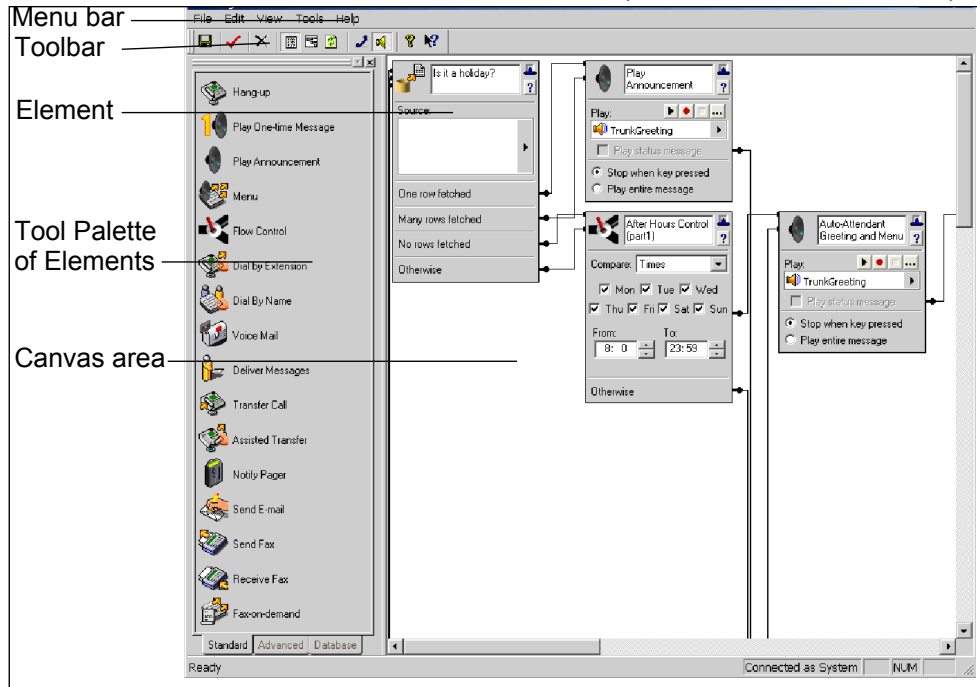 Menu bar
File Edit View Tools Help
Toolbar
Element
Tool Palette
of Elements
Canvas area
Hang-up
Play One-time Message
Play Announcement
Menu
Flow Control
Dial by Extension
Dial By Name
Voice Mail
Deliver Messages
Transfer Call
Assisted Transfer
Notify Pager
Send E-mail
Send Fax
Receive Fax
Fax-on-demand
Standard Advanced Database
Is it a holiday?
?
Source:
One row fetched
Many rows fetched
No rows fetched
Otherwise
Play
Announcement
?
Play:
...
TrunkGreeting
Play status message
Stop when key pressed
Play entire message
After Hours Control
(part1)
?
Compare: Times
Mon Tue Wed
Thu Fri Sat Sun
From: To:
8: 0 23:59
Otherwise
Auto-Attendant
Greeting and Menu
?
Play:
...
TrunkGreeting
Play status message
Stop when key pressed
Play entire message
Ready
Connected as System NUM